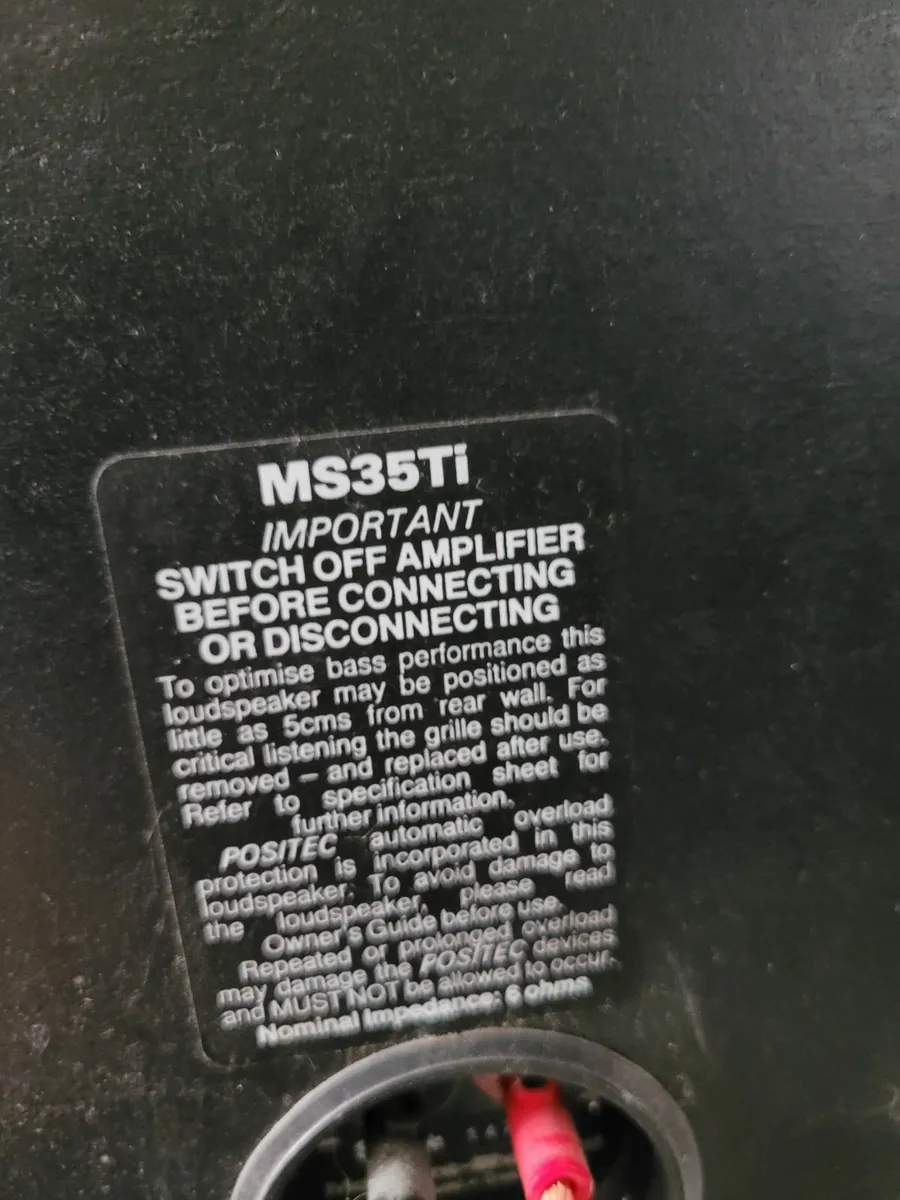 MS35Ti
IMPORTANT
SWITCH OFF AMPLIFIER
BEFORE CONNECTING
OR DISCONNECTING
To optimise bass performance this
loudspeaker may be positioned as
little as 5cms from rear wall. For
critical listening the grille should be
removed – and replaced after use.
Refer to specification sheet for
further information.
POSITEC automatic overload
protection is incorporated in this
loudspeaker. To avoid damage to
the loudspeaker, please read
Owner's Guide before use.
Repeated or prolonged overload
may damage the POSITEC devices
and MUST NOT be allowed to occur.
Nominal Impedance: 6 ohms